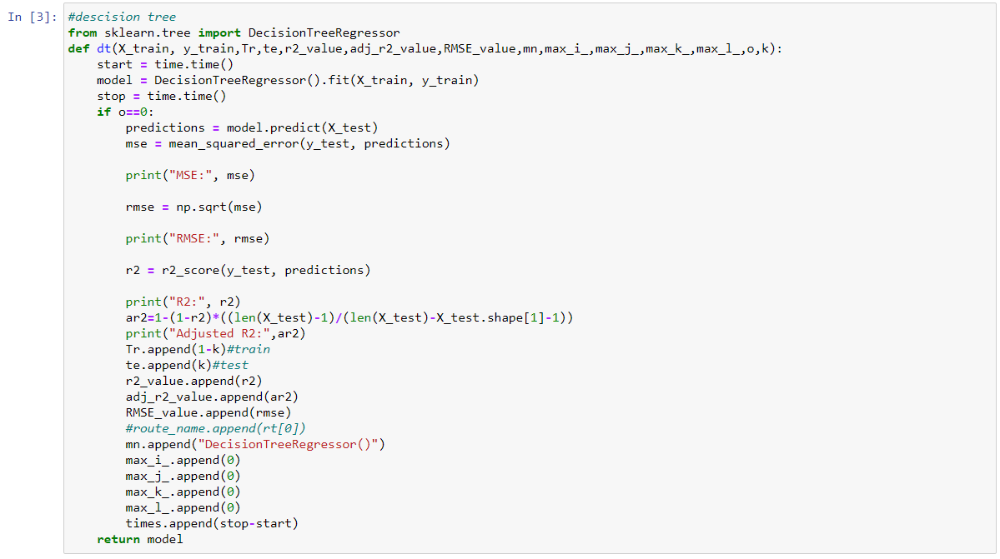 In [3]: #descision tree
from sklearn.tree import DecisionTreeRegressor
def dt(X_train, y_train,Tr,te,r2_value,adj_r2_value,RMSE_value,mn,max_i_,max_j_,max_k_,max_l_,o,k):
    start = time.time()
    model = DecisionTreeRegressor().fit(X_train, y_train)
    stop = time.time()
    if o==0:
        predictions = model.predict(X_test)
        mse = mean_squared_error(y_test, predictions)

        print("MSE:", mse)

        rmse = np.sqrt(mse)

        print("RMSE:", rmse)

        r2 = r2_score(y_test, predictions)

        print("R2:", r2)
        ar2=1-(1-r2)*((len(X_test)-1)/(len(X_test)-X_test.shape[1]-1))
        print("Adjusted R2:",ar2)
        Tr.append(1-k)#train
        te.append(k)#test
        r2_value.append(r2)
        adj_r2_value.append(ar2)
        RMSE_value.append(rmse)
        #route_name.append(rt[0])
        mn.append("DecisionTreeRegressor()")
        max_i_.append(0)
        max_j_.append(0)
        max_k_.append(0)
        max_l_.append(0)
        times.append(stop-start)
    return model